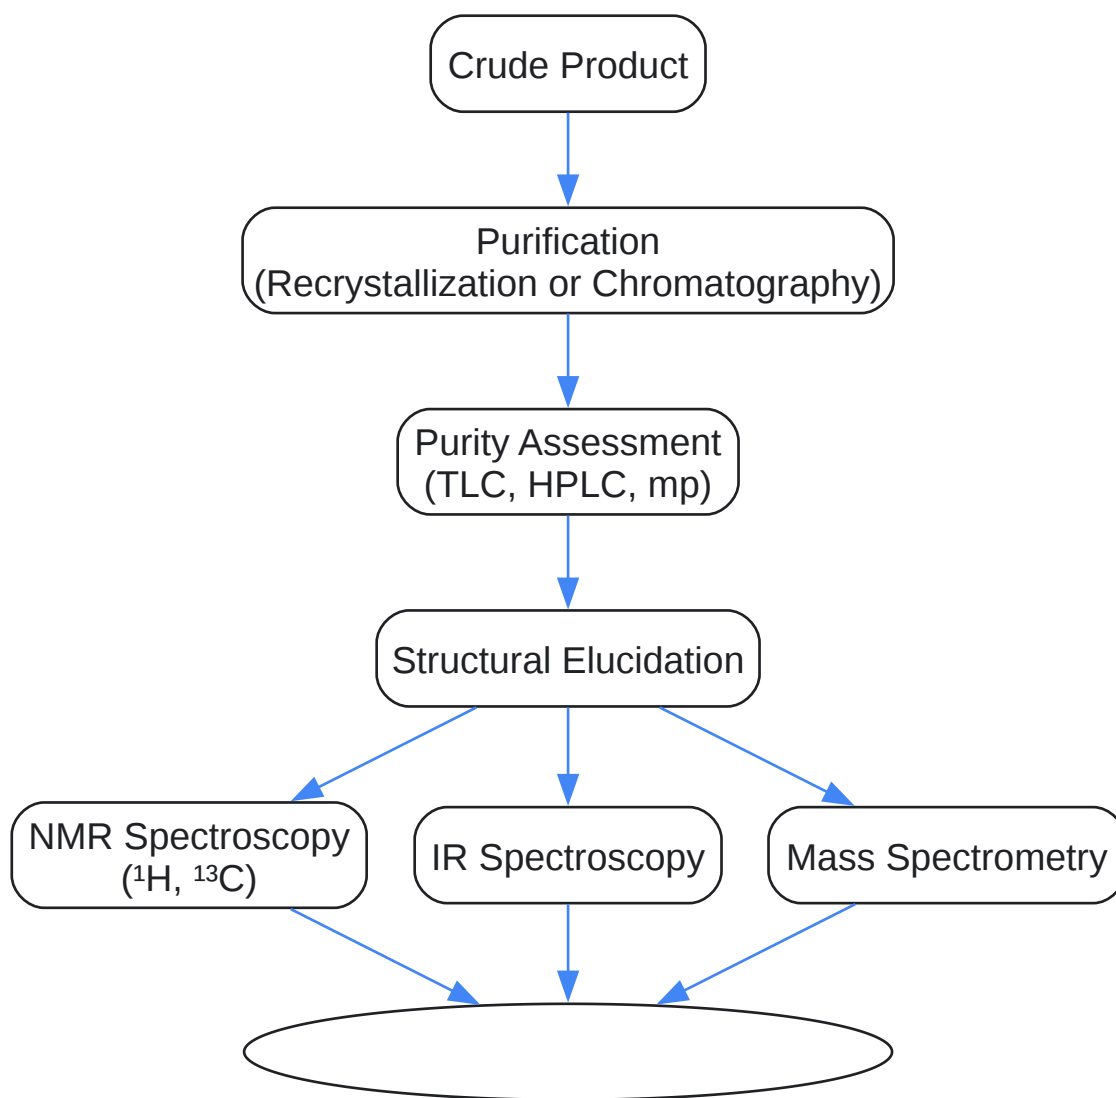 Crude Product
Purification
(Recrystallization or Chromatography)
Purity Assessment
(TLC, HPLC, mp)
Structural Elucidation
NMR Spectroscopy
(¹H, ¹³C)
IR Spectroscopy
Mass Spectrometry